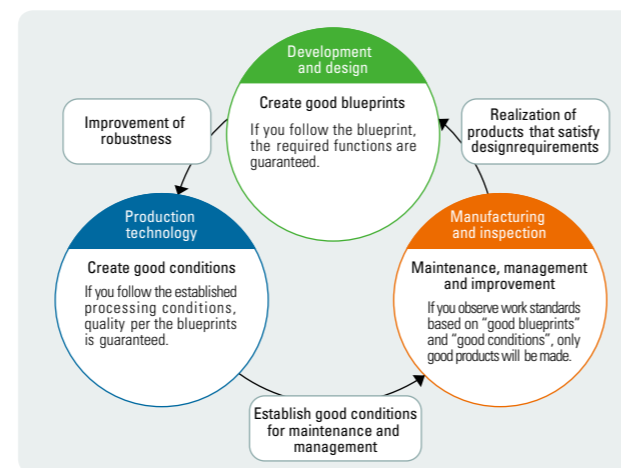 Development
and design
Create good blueprints
If you follow the blueprint,
the required functions are
guaranteed.
Improvement of
robustness
Realization of
products that satisfy
designrequirements
Production
technology
Create good conditions
If you follow the established
processing conditions,
quality per the blueprints
is guaranteed.
Manufacturing
and inspection
Maintenance, management
and improvement
If you observe work standards
based on “good blueprints”
and “good conditions”, only
good products will be made.
Establish good conditions
for maintenance and
management